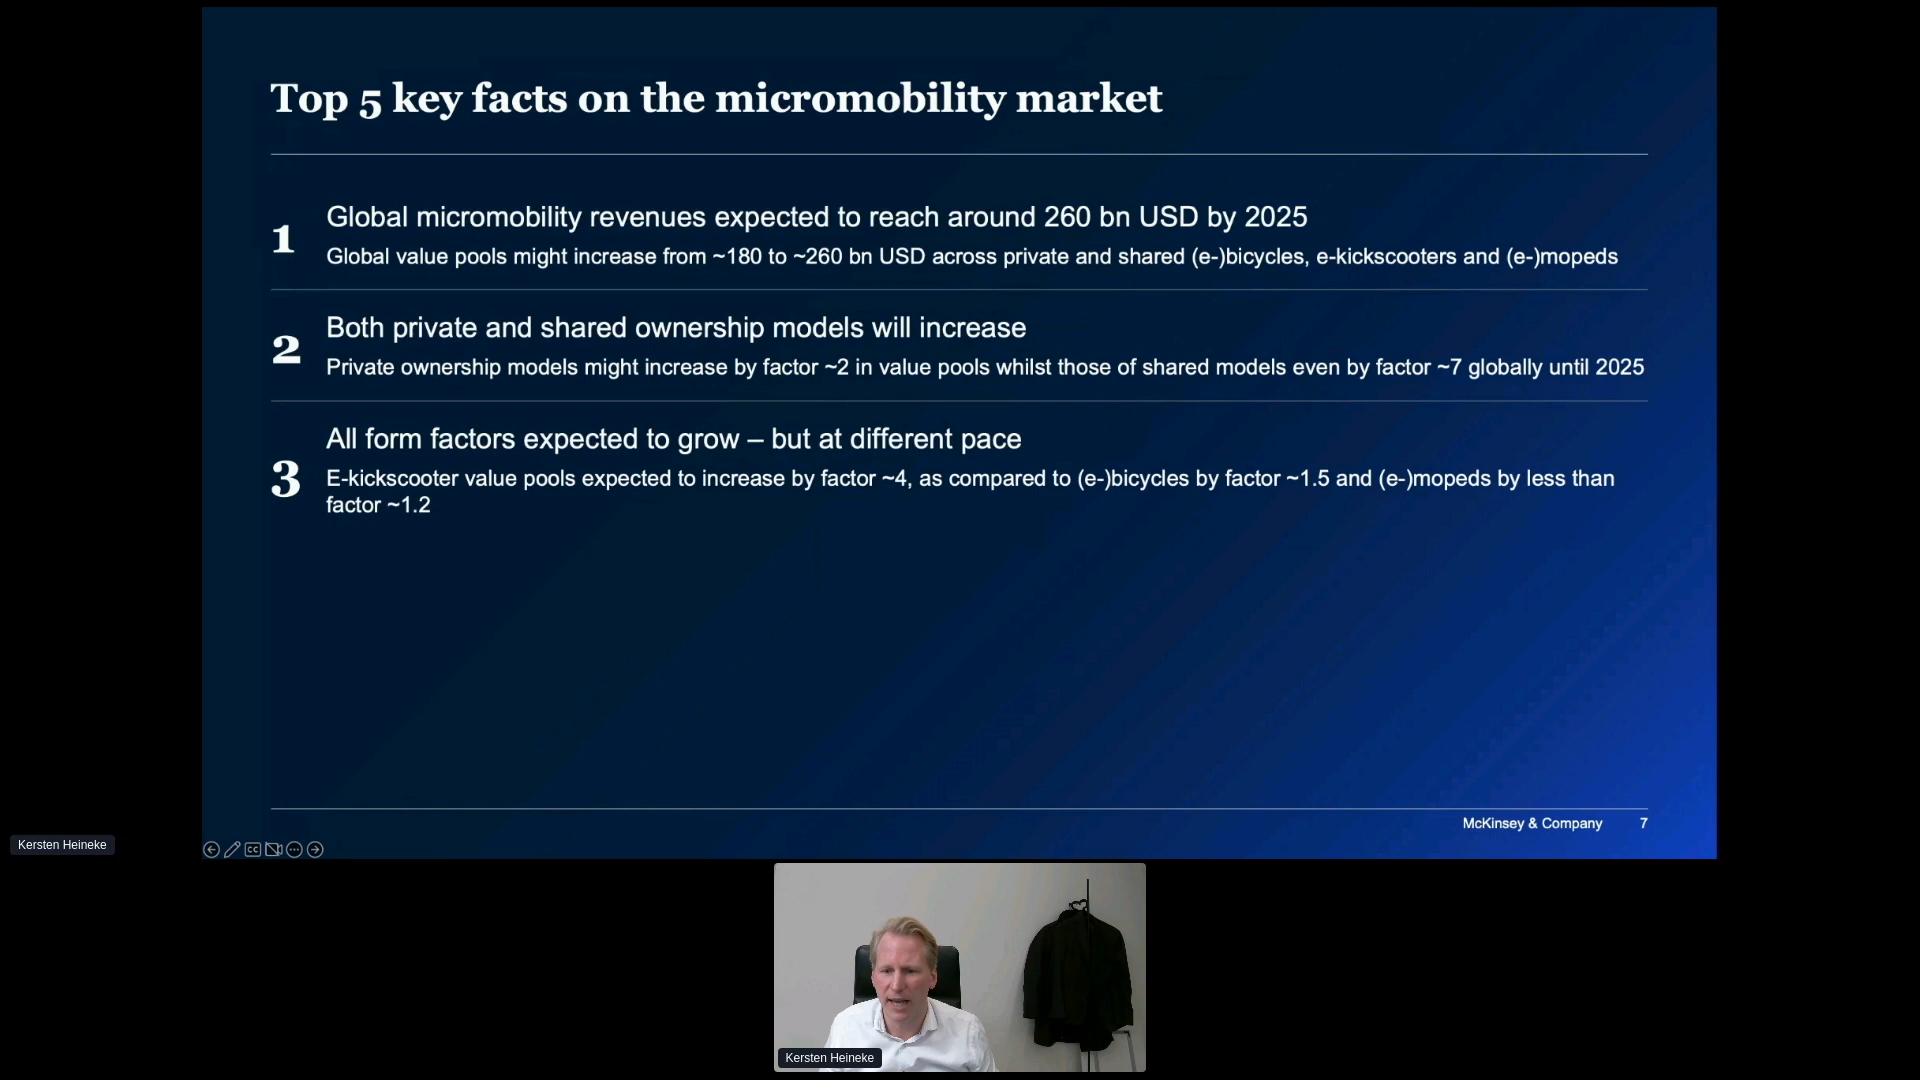 Top 5 key facts on the micromobility market
1
Global micromobility revenues expected to reach around 260 bn USD by 2025
Global value pools might increase from ~180 to ~260 bn USD across private and shared (e-)bicycles, e-kickscooters and (e-)mopeds
2
Both private and shared ownership models will increase
Private ownership models might increase by factor ~2 in value pools whilst those of shared models even by factor ~7 globally until 2025
3
All form factors expected to grow – but at different pace
E-kickscooter value pools expected to increase by factor ~4, as compared to (e-)bicycles by factor ~1.5 and (e-)mopeds by less than
factor ~1.2
McKinsey & Company 7
Kersten Heineke
CC
Kersten Heineke